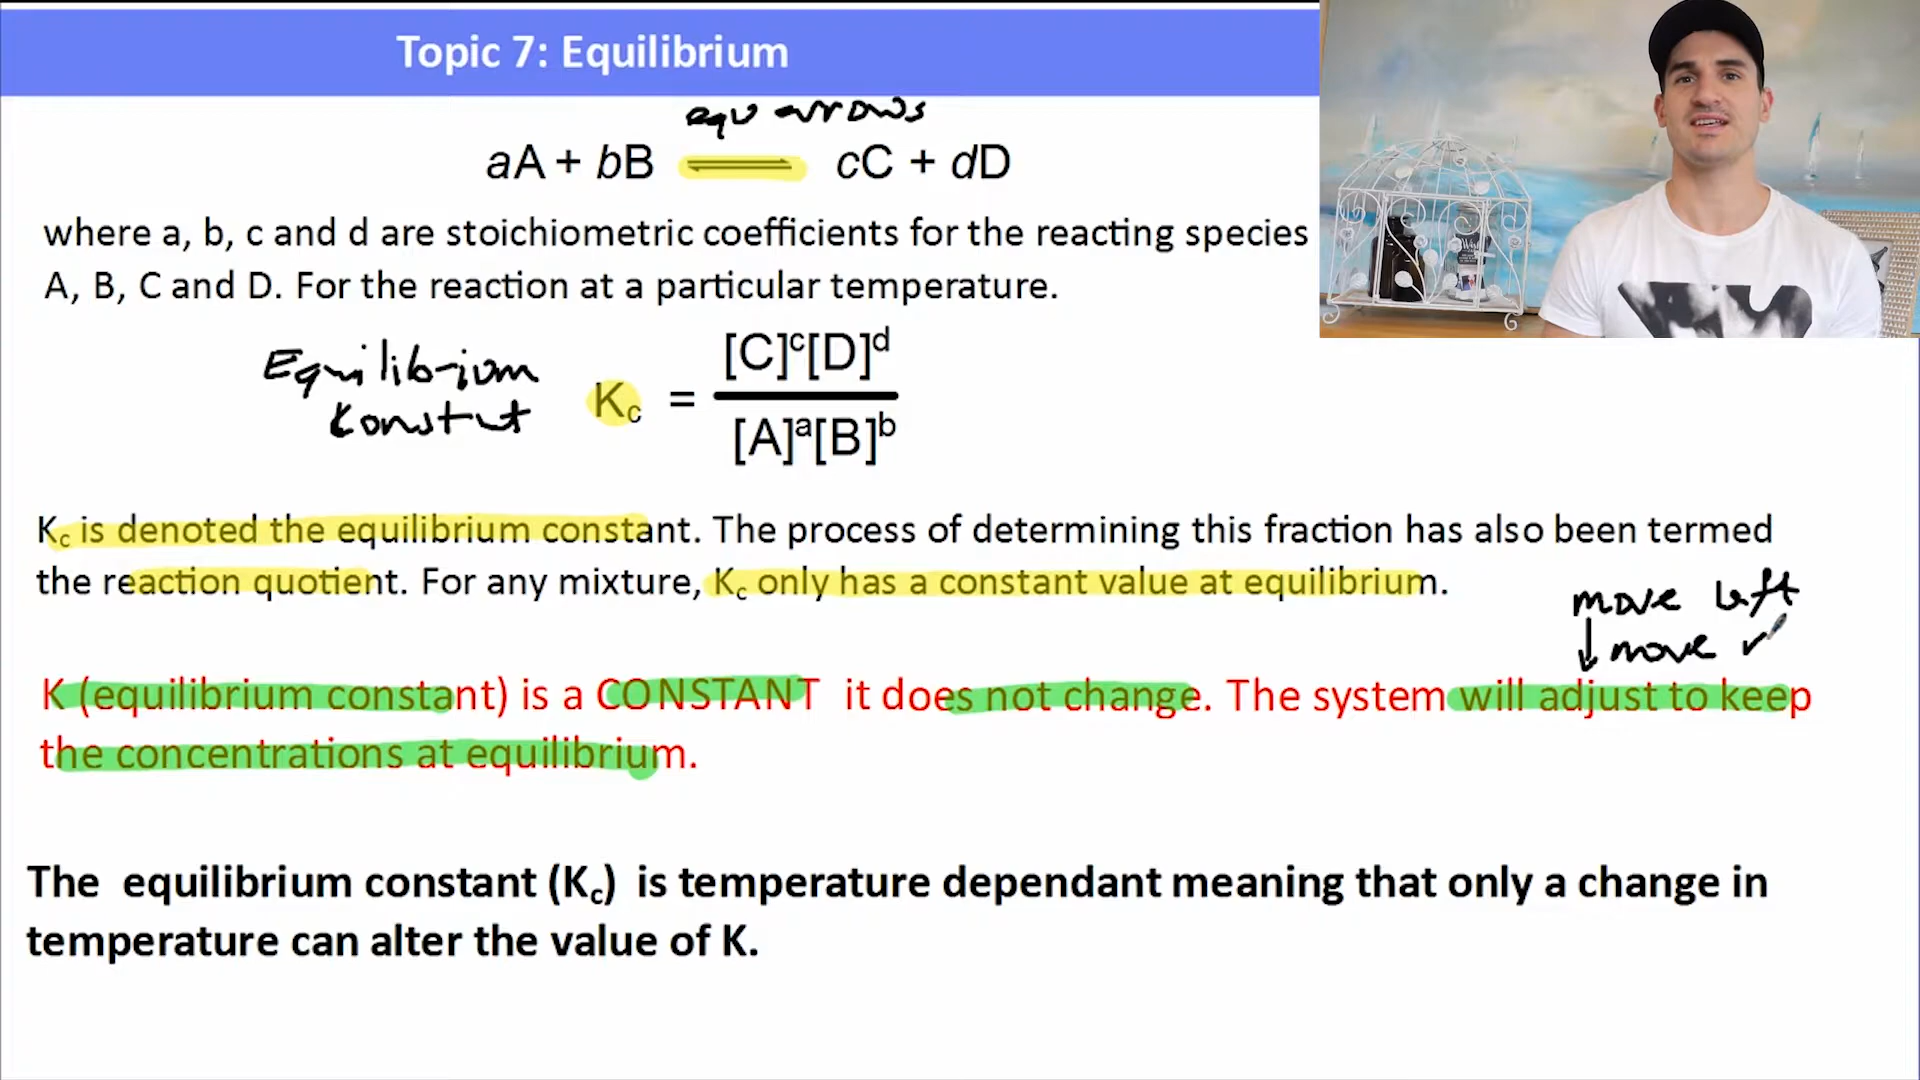 Topic 7: Equilibrium
equ arrows
aA + bB ⇌ cC + dD
where a, b, c and d are stoichiometric coefficients for the reacting species
A, B, C and D. For the reaction at a particular temperature.
Equilibrium
Konstnt
Kc = [C]ᶜ[D]ᵈ
[A]ᵃ[B]ᵇ
Kc is denoted the equilibrium constant. The process of determining this fraction has also been termed
the reaction quotient. For any mixture, Kc only has a constant value at equilibrium.
move left
↓ move
K (equilibrium constant) is a CONSTANT it does not change. The system will adjust to keep
the concentrations at equilibrium.
The equilibrium constant (Kc) is temperature dependant meaning that only a change in
temperature can alter the value of K.